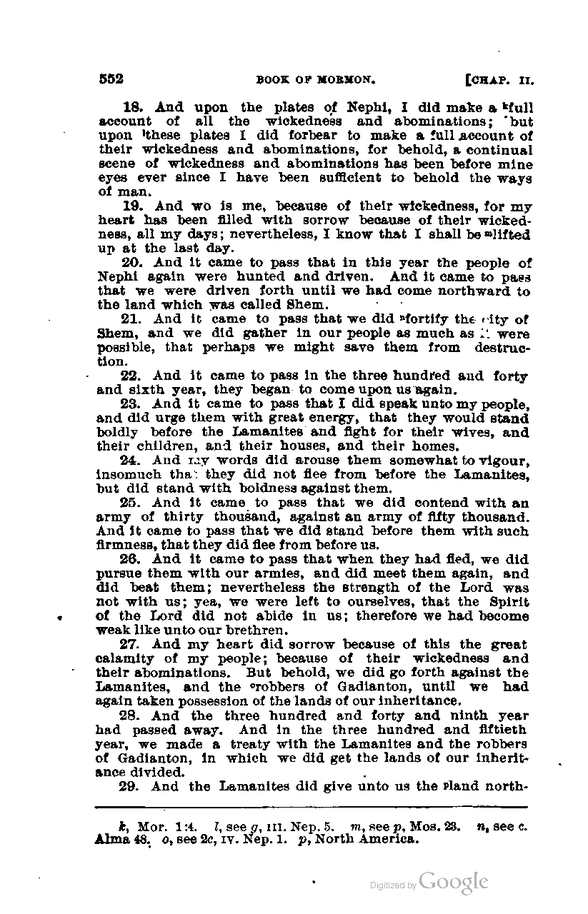 552 BOOK OF MORMON. [CHAP. II.
18. And upon the plates of Nephi, I did make a kfull
account of all the wickedness and abominations; but
upon lthese plates I did forbear to make a full account of
their wickedness and abominations, for behold, a continual
scene of wickedness and abominations has been before mine
eyes ever since I have been sufficient to behold the ways
of man.
19. And wo is me, because of their wickedness, for my
heart has been filled with sorrow because of their wicked-
ness, all my days; nevertheless, I know that I shall be mlifted
up at the last day.
20. And it came to pass that in this year the people of
Nephi again were hunted and driven. And it came to pass
that we were driven forth until we had come northward to
the land which was called Shem.
21. And it came to pass that we did nfortify the city of
Shem, and we did gather in our people as much as it were
possible, that perhaps we might save them from destruc-
tion.
22. And it came to pass in the three hundred and forty
and sixth year, they began to come upon us again.
23. And it came to pass that I did speak unto my people,
and did urge them with great energy, that they would stand
boldly before the Lamanites and fight for their wives, and
their children, and their houses, and their homes.
24. And my words did arouse them somewhat to vigour,
insomuch that they did not flee from before the Lamanites,
but did stand with boldness against them.
25. And it came to pass that we did contend with an
army of thirty thousand, against an army of fifty thousand.
And it came to pass that we did stand before them with such
firmness, that they did flee from before us.
26. And it came to pass that when they had fled, we did
pursue them with our armies, and did meet them again, and
did beat them; nevertheless the strength of the Lord was
not with us; yea, we were left to ourselves, that the Spirit
of the Lord did not abide in us; therefore we had become
weak like unto our brethren.
27. And my heart did sorrow because of this the great
calamity of my people; because of their wickedness and
their abominations. But behold, we did go forth against the
Lamanites, and the orobbers of Gadianton, until we had
again taken possession of the lands of our inheritance.
28. And the three hundred and forty and ninth year
had passed away. And in the three hundred and fiftieth
year, we made a treaty with the Lamanites and the robbers
of Gadianton, in which we did get the lands of our inherit-
ance divided.
29. And the Lamanites did give unto us the pland north-
k, Mor. 1:4. l, see g, III. Nep. 5. m, see p, Mos. 23. n, see c.
Alma 48. o, see 2c, IV. Nep. 1. p, North America.
Digitized by Google